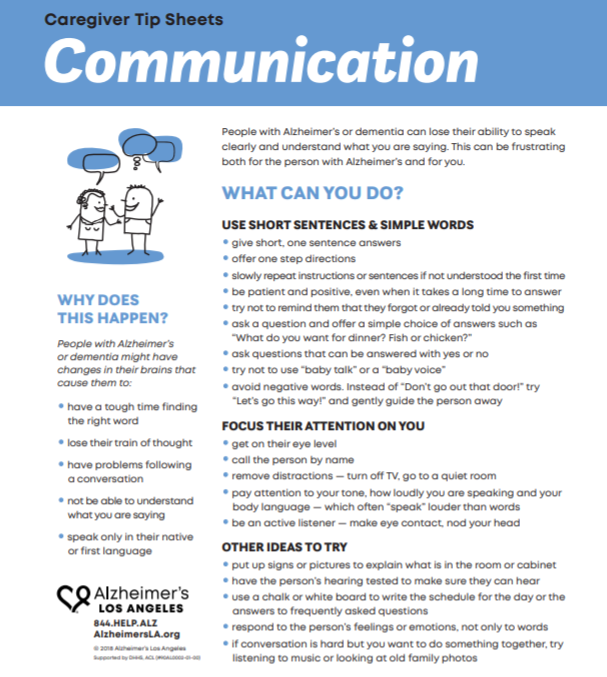 Caregiver Tip Sheets
Communication
People with Alzheimer's or dementia can lose their ability to speak
clearly and understand what you are saying. This can be frustrating
both for the person with Alzheimer's and for you.
WHAT CAN YOU DO?
USE SHORT SENTENCES & SIMPLE WORDS
• give short, one sentence answers
• offer one step directions
• slowly repeat instructions or sentences if not understood the first time
• be patient and positive, even when it takes a long time to answer
• try not to remind them that they forgot or already told you something
• ask a question and offer a simple choice of answers such as
"What do you want for dinner? Fish or chicken?"
• ask questions that can be answered with yes or no
• try not to use "baby talk" or a "baby voice"
• avoid negative words. Instead of "Don't go out that door!" try
"Let's go this way!" and gently guide the person away
FOCUS THEIR ATTENTION ON YOU
• get on their eye level
• call the person by name
• remove distractions — turn off TV, go to a quiet room
• pay attention to your tone, how loudly you are speaking and your
body language — which often "speak" louder than words
• be an active listener — make eye contact, nod your head
OTHER IDEAS TO TRY
• put up signs or pictures to explain what is in the room or cabinet
• have the person's hearing tested to make sure they can hear
• use a chalk or white board to write the schedule for the day or the
answers to frequently asked questions
• respond to the person's feelings or emotions, not only to words
• if conversation is hard but you want to do something together, try
listening to music or looking at old family photos
WHY DOES
THIS HAPPEN?
People with Alzheimer's
or dementia might have
changes in their brains that
cause them to:
• have a tough time finding
the right word
• lose their train of thought
• have problems following
a conversation
• not be able to understand
what you are saying
• speak only in their native
or first language
Alzheimer's
LOS ANGELES
844.HELP.ALZ
AlzheimersLA.org
© 2018 Alzheimer's Los Angeles
Supported by DHHS, ACL